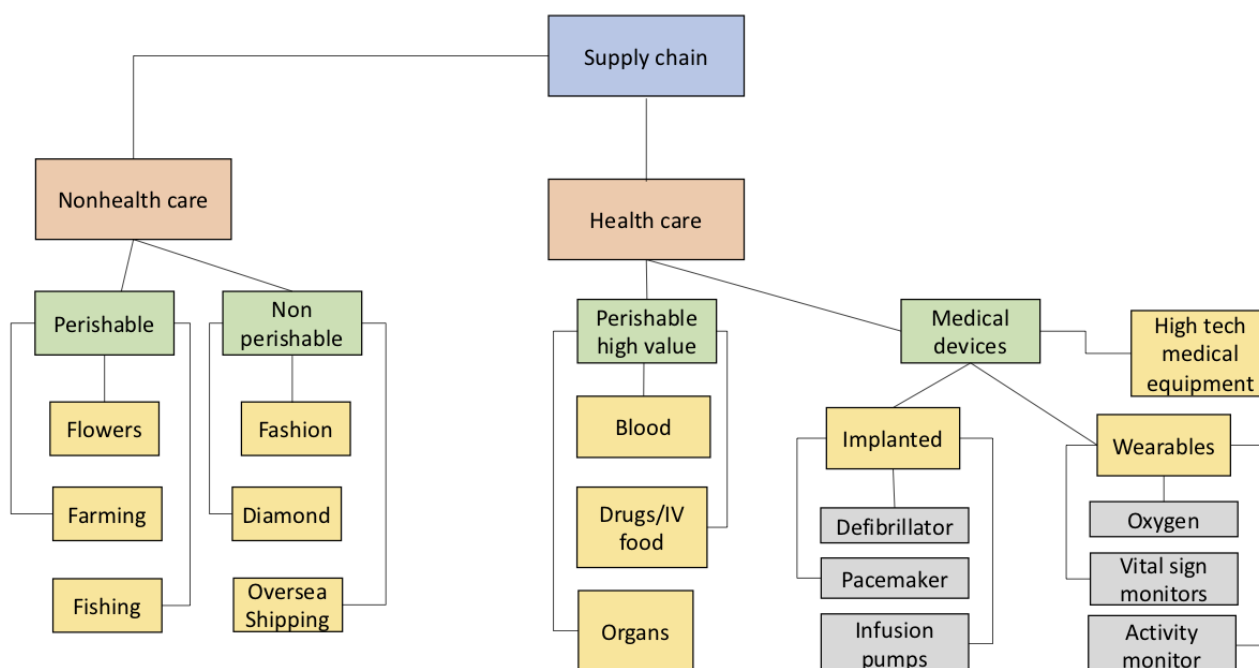 Supply chain
Nonhealth care
Health care
Perishable
Non
perishable
Perishable
high value
Medical
devices
High tech
medical
equipment
Flowers
Fashion
Blood
Implanted
Wearables
Farming
Diamond
Drugs/IV
food
Defibrillator
Oxygen
Pacemaker
Vital sign
monitors
Fishing
Oversea
Shipping
Organs
Infusion
pumps
Activity
monitor